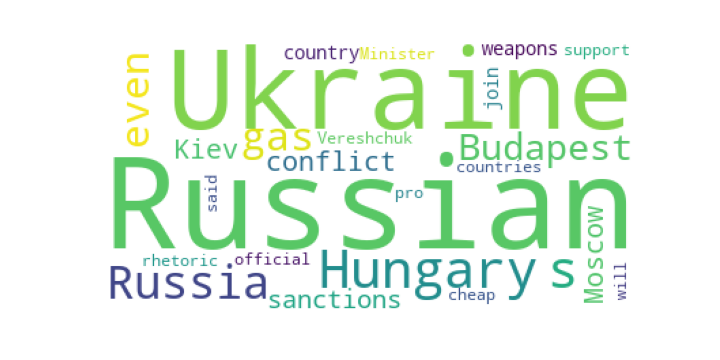 country Minister weapons support
even Ukraine join
Kiev gas Vereshchuk Budapest
conflict countries
Russian
said pro Moscow
rhetoric official Hungary s
Russia sanctions cheap will